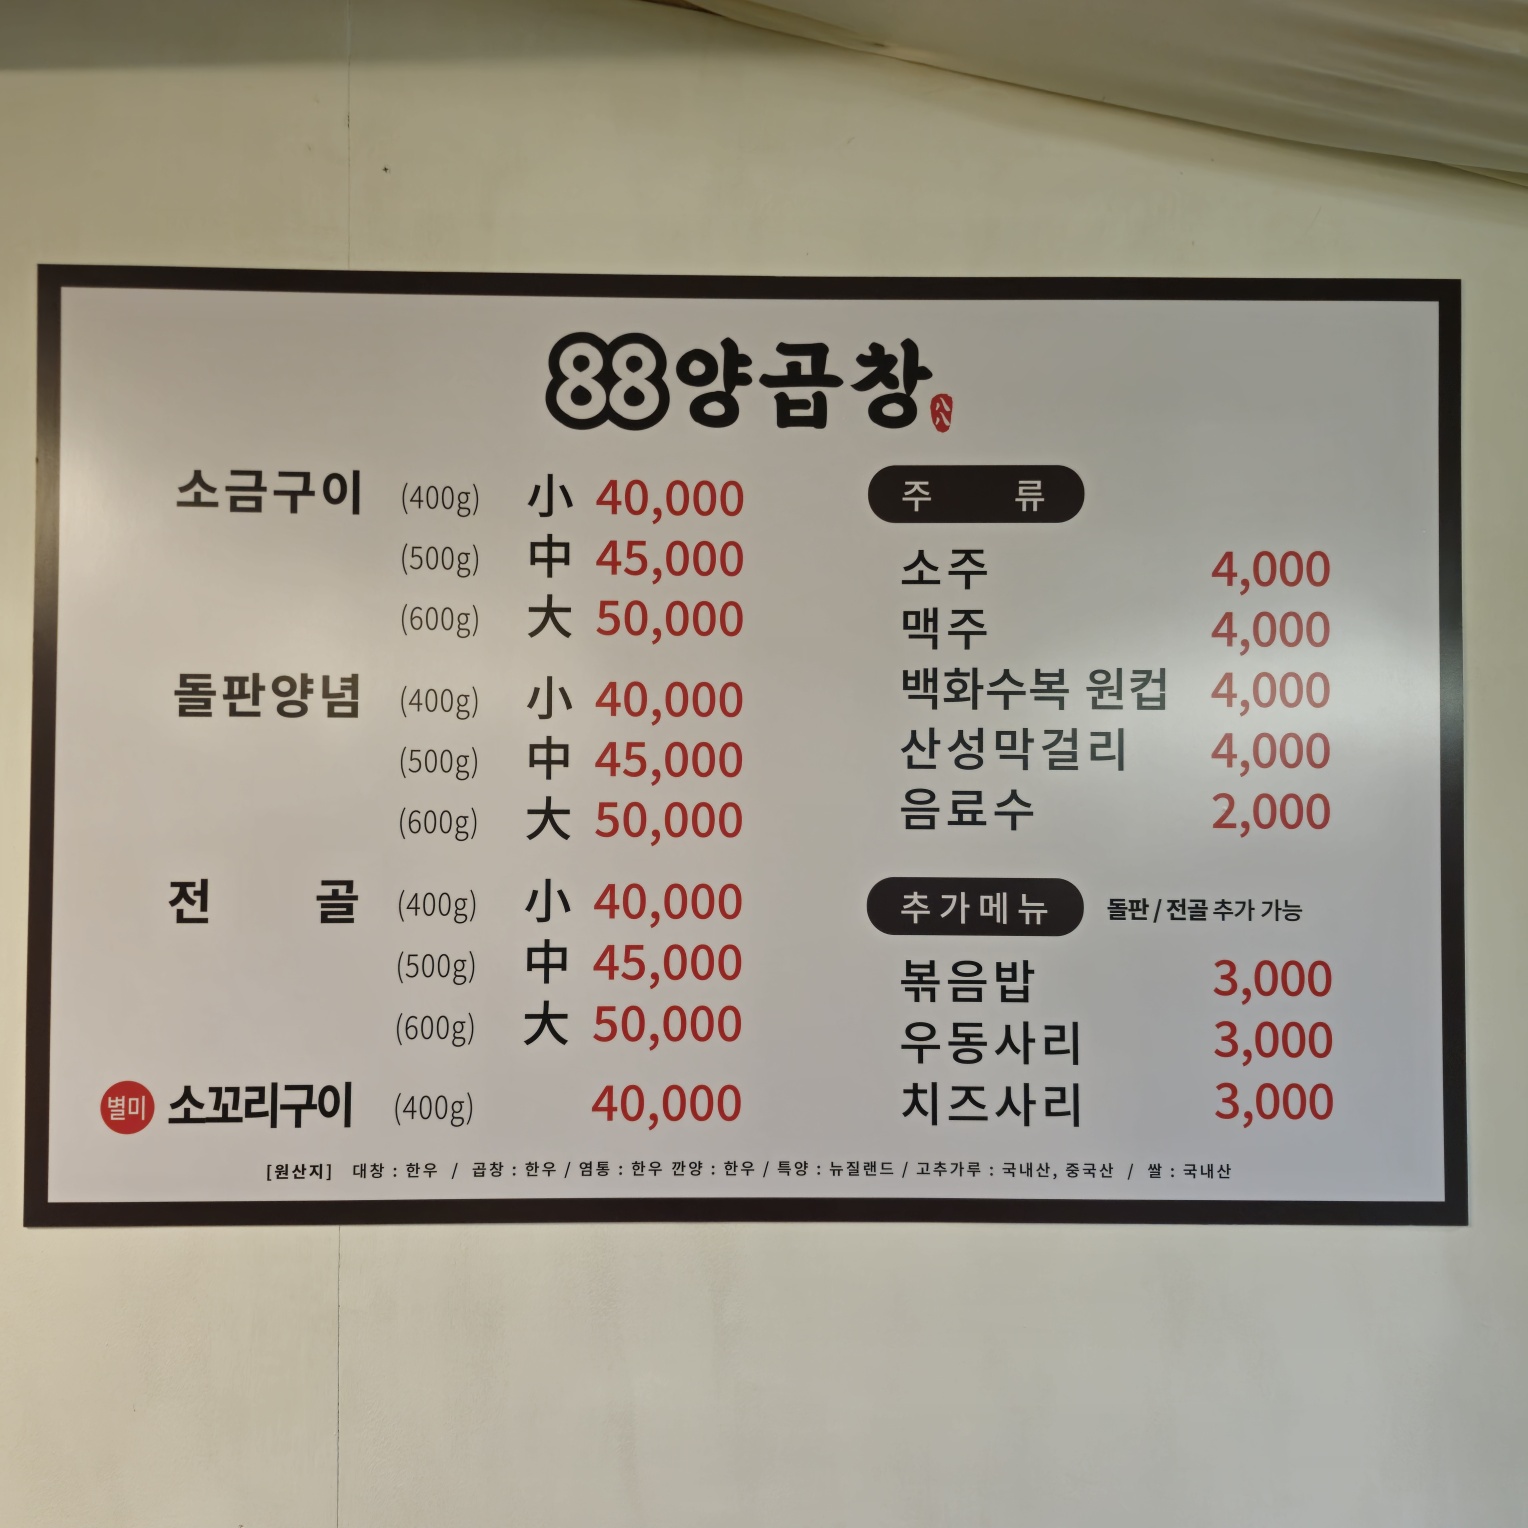 88양곱창
八八
소금구이 (400g) 小 40,000
(500g) 中 45,000
(600g) 大 50,000
돌판양념 (400g) 小 40,000
(500g) 中 45,000
(600g) 大 50,000
전 골 (400g) 小 40,000
(500g) 中 45,000
(600g) 大 50,000
별미 소꼬리구이 (400g) 40,000
주 류
소주 4,000
맥주 4,000
백화수복 원컵 4,000
산성막걸리 4,000
음료수 2,000
추가메뉴 돌판 / 전골 추가 가능
볶음밥 3,000
우동사리 3,000
치즈사리 3,000
[원산지] 대창 : 한우 / 곱창 : 한우 / 염통 : 한우 깐양 : 한우 / 특양 : 뉴질랜드 / 고추가루 : 국내산, 중국산 / 쌀 : 국내산